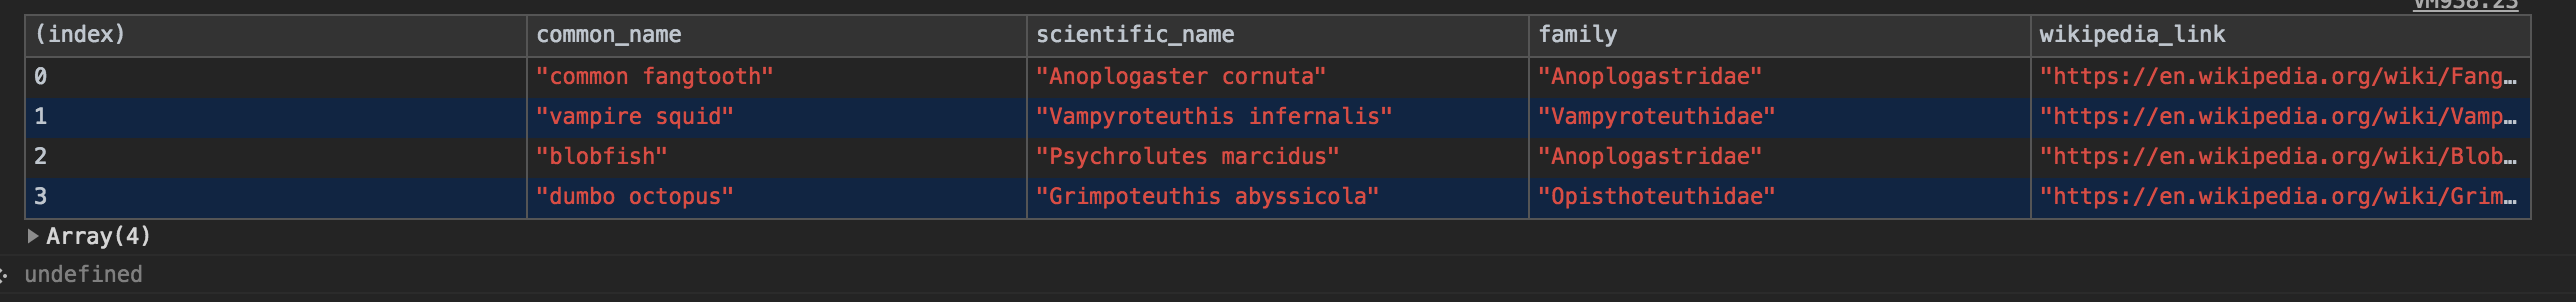 VM938:23
(index) common_name scientific_name family wikipedia_link
0 "common fangtooth" "Anoplogaster cornuta" "Anoplogastridae" "https://en.wikipedia.org/wiki/Fang…
1 "vampire squid" "Vampyroteuthis infernalis" "Vampyroteuthidae" "https://en.wikipedia.org/wiki/Vamp…
2 "blobfish" "Psychrolutes marcidus" "Anoplogastridae" "https://en.wikipedia.org/wiki/Blob…
3 "dumbo octopus" "Grimpoteuthis abyssicola" "Opisthoteuthidae" "https://en.wikipedia.org/wiki/Grim…
Array(4)
undefined